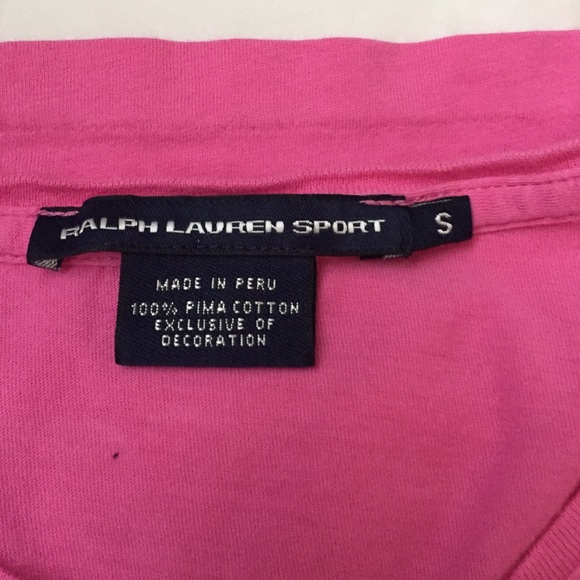 RALPH LAUREN SPORT
S
MADE IN PERU
100% PIMA COTTON
EXCLUSIVE OF
DECORATION